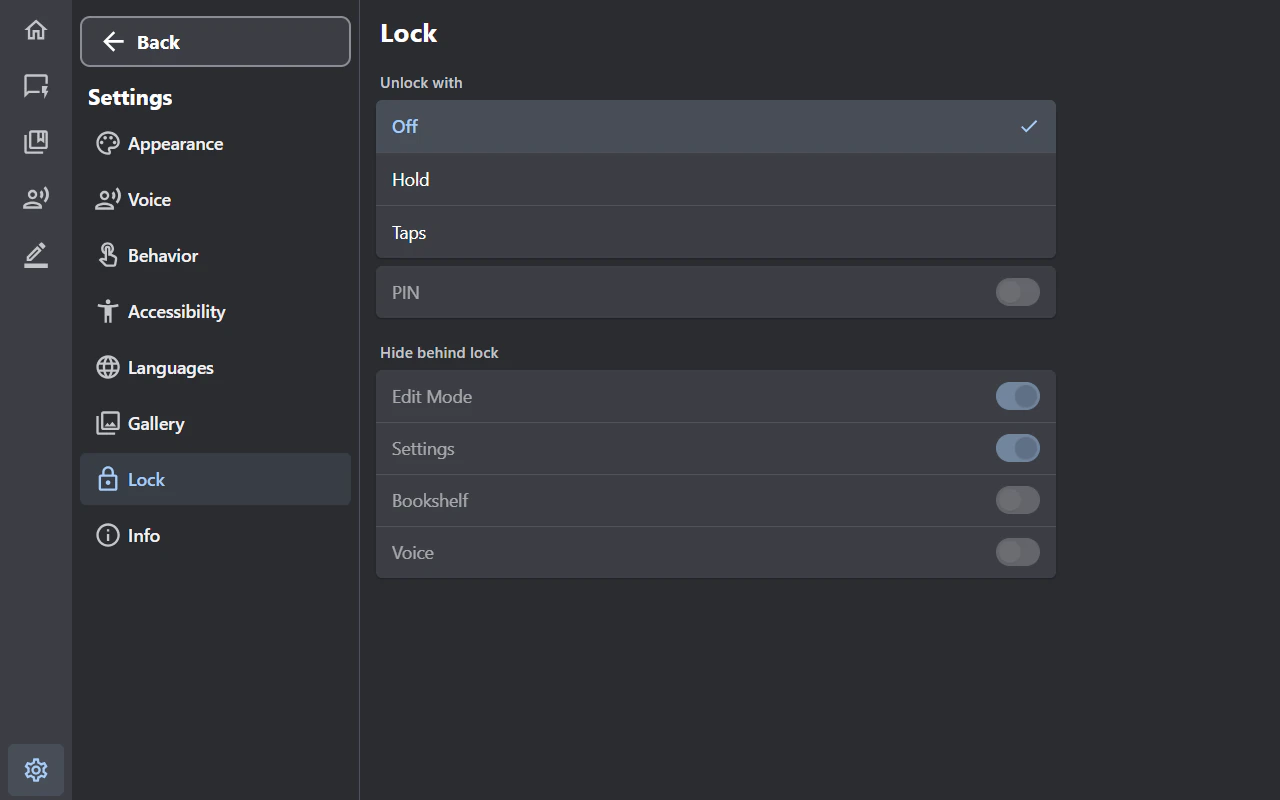 Back
Settings
Appearance
Voice
Behavior
Accessibility
Languages
Gallery
Lock
Info
Lock
Unlock with
Off
Hold
Taps
PIN
Hide behind lock
Edit Mode
Settings
Bookshelf
Voice